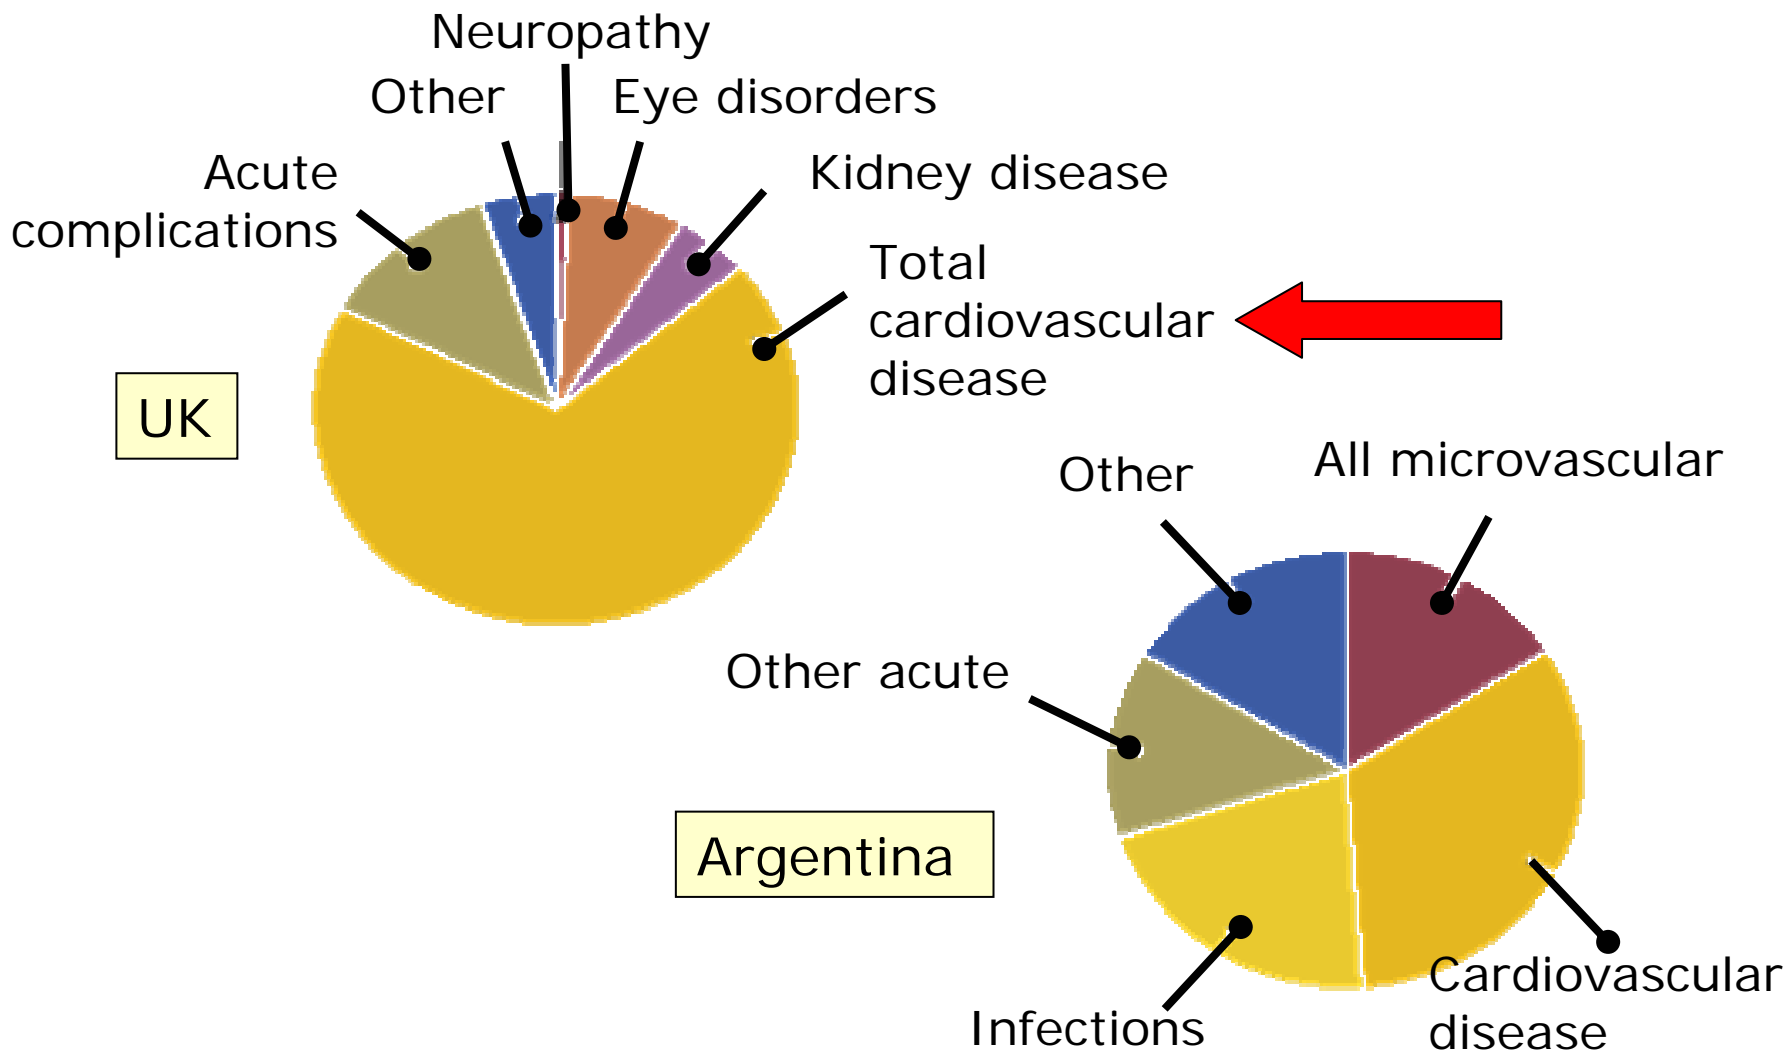 Neuropathy
Other
Eye disorders
Acute
complications
Kidney disease
Total
cardiovascular
disease
UK
Other
All microvascular
Other acute
Argentina
Infections
Cardiovascular
disease